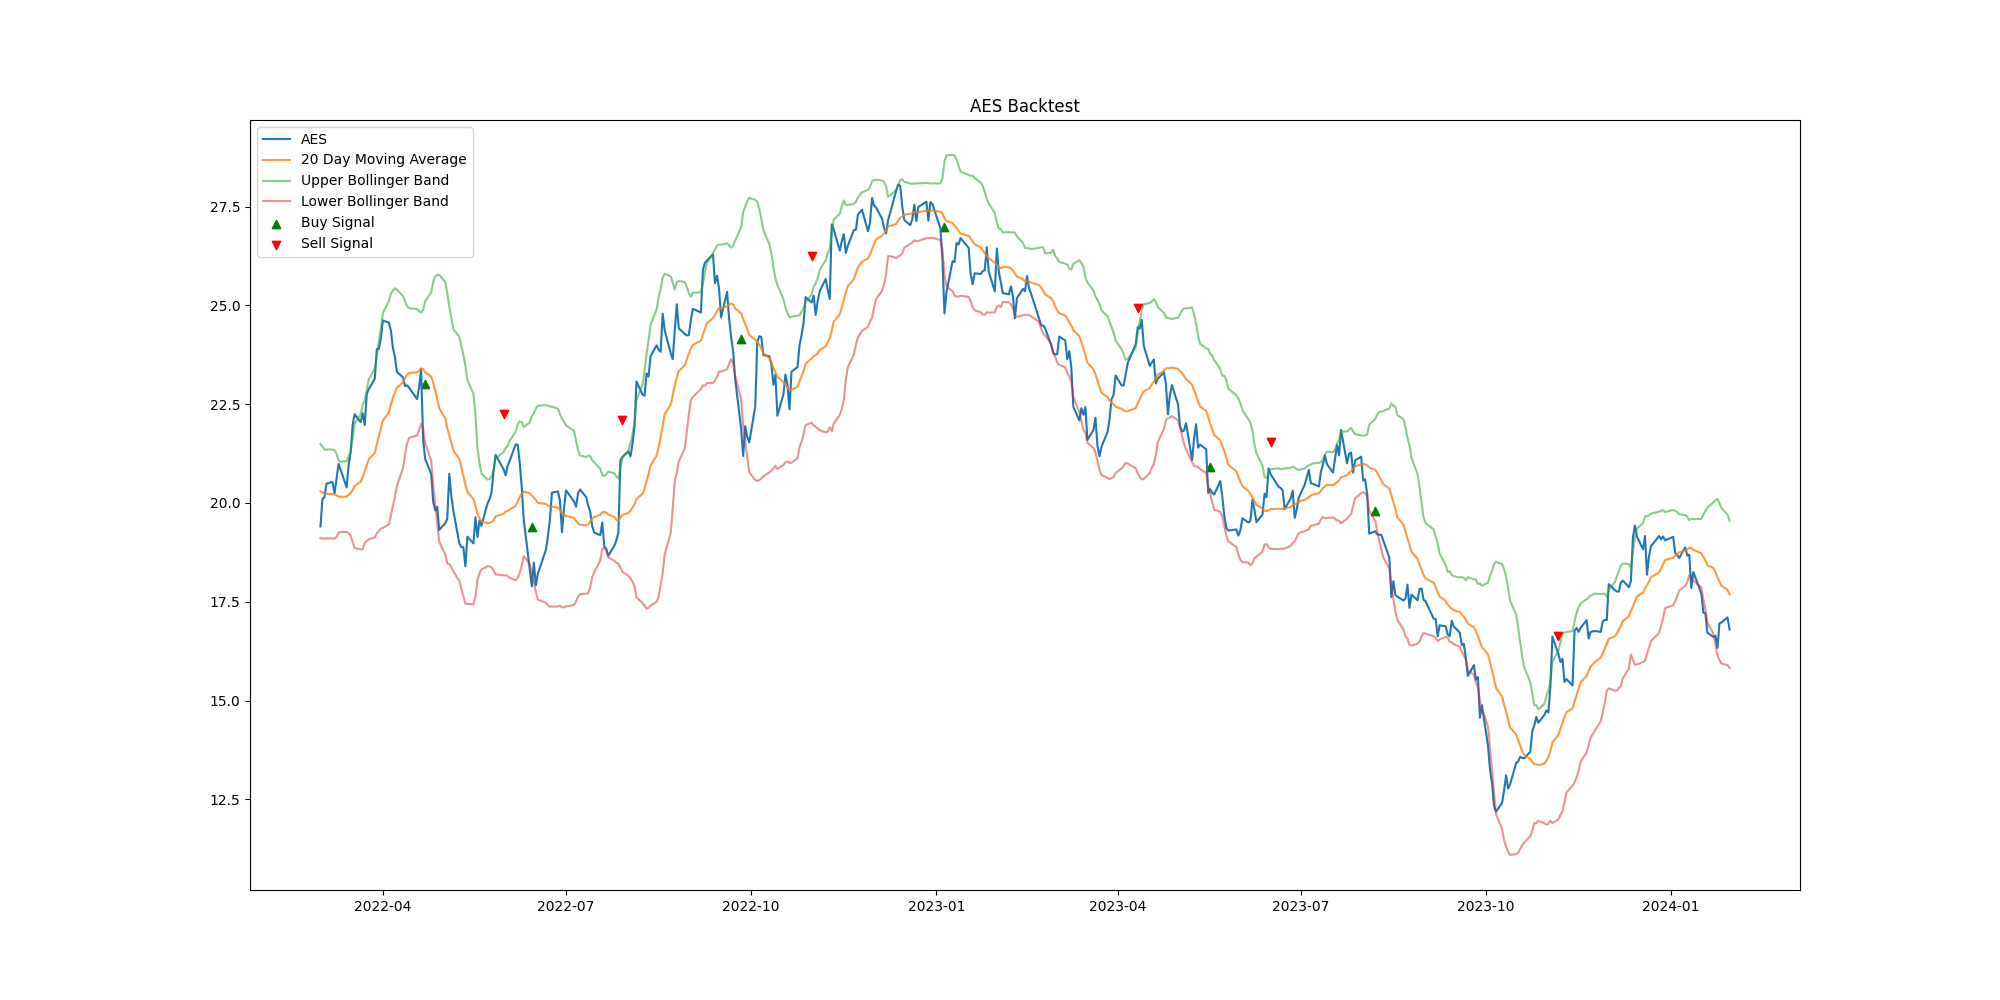 AES Backtest
AES
20 Day Moving Average
Upper Bollinger Band
Lower Bollinger Band
Buy Signal
Sell Signal
27.5
25.0
22.5
20.0
17.5
15.0
12.5
2022-04 2022-07 2022-10 2023-01 2023-04 2023-07 2023-10 2024-01